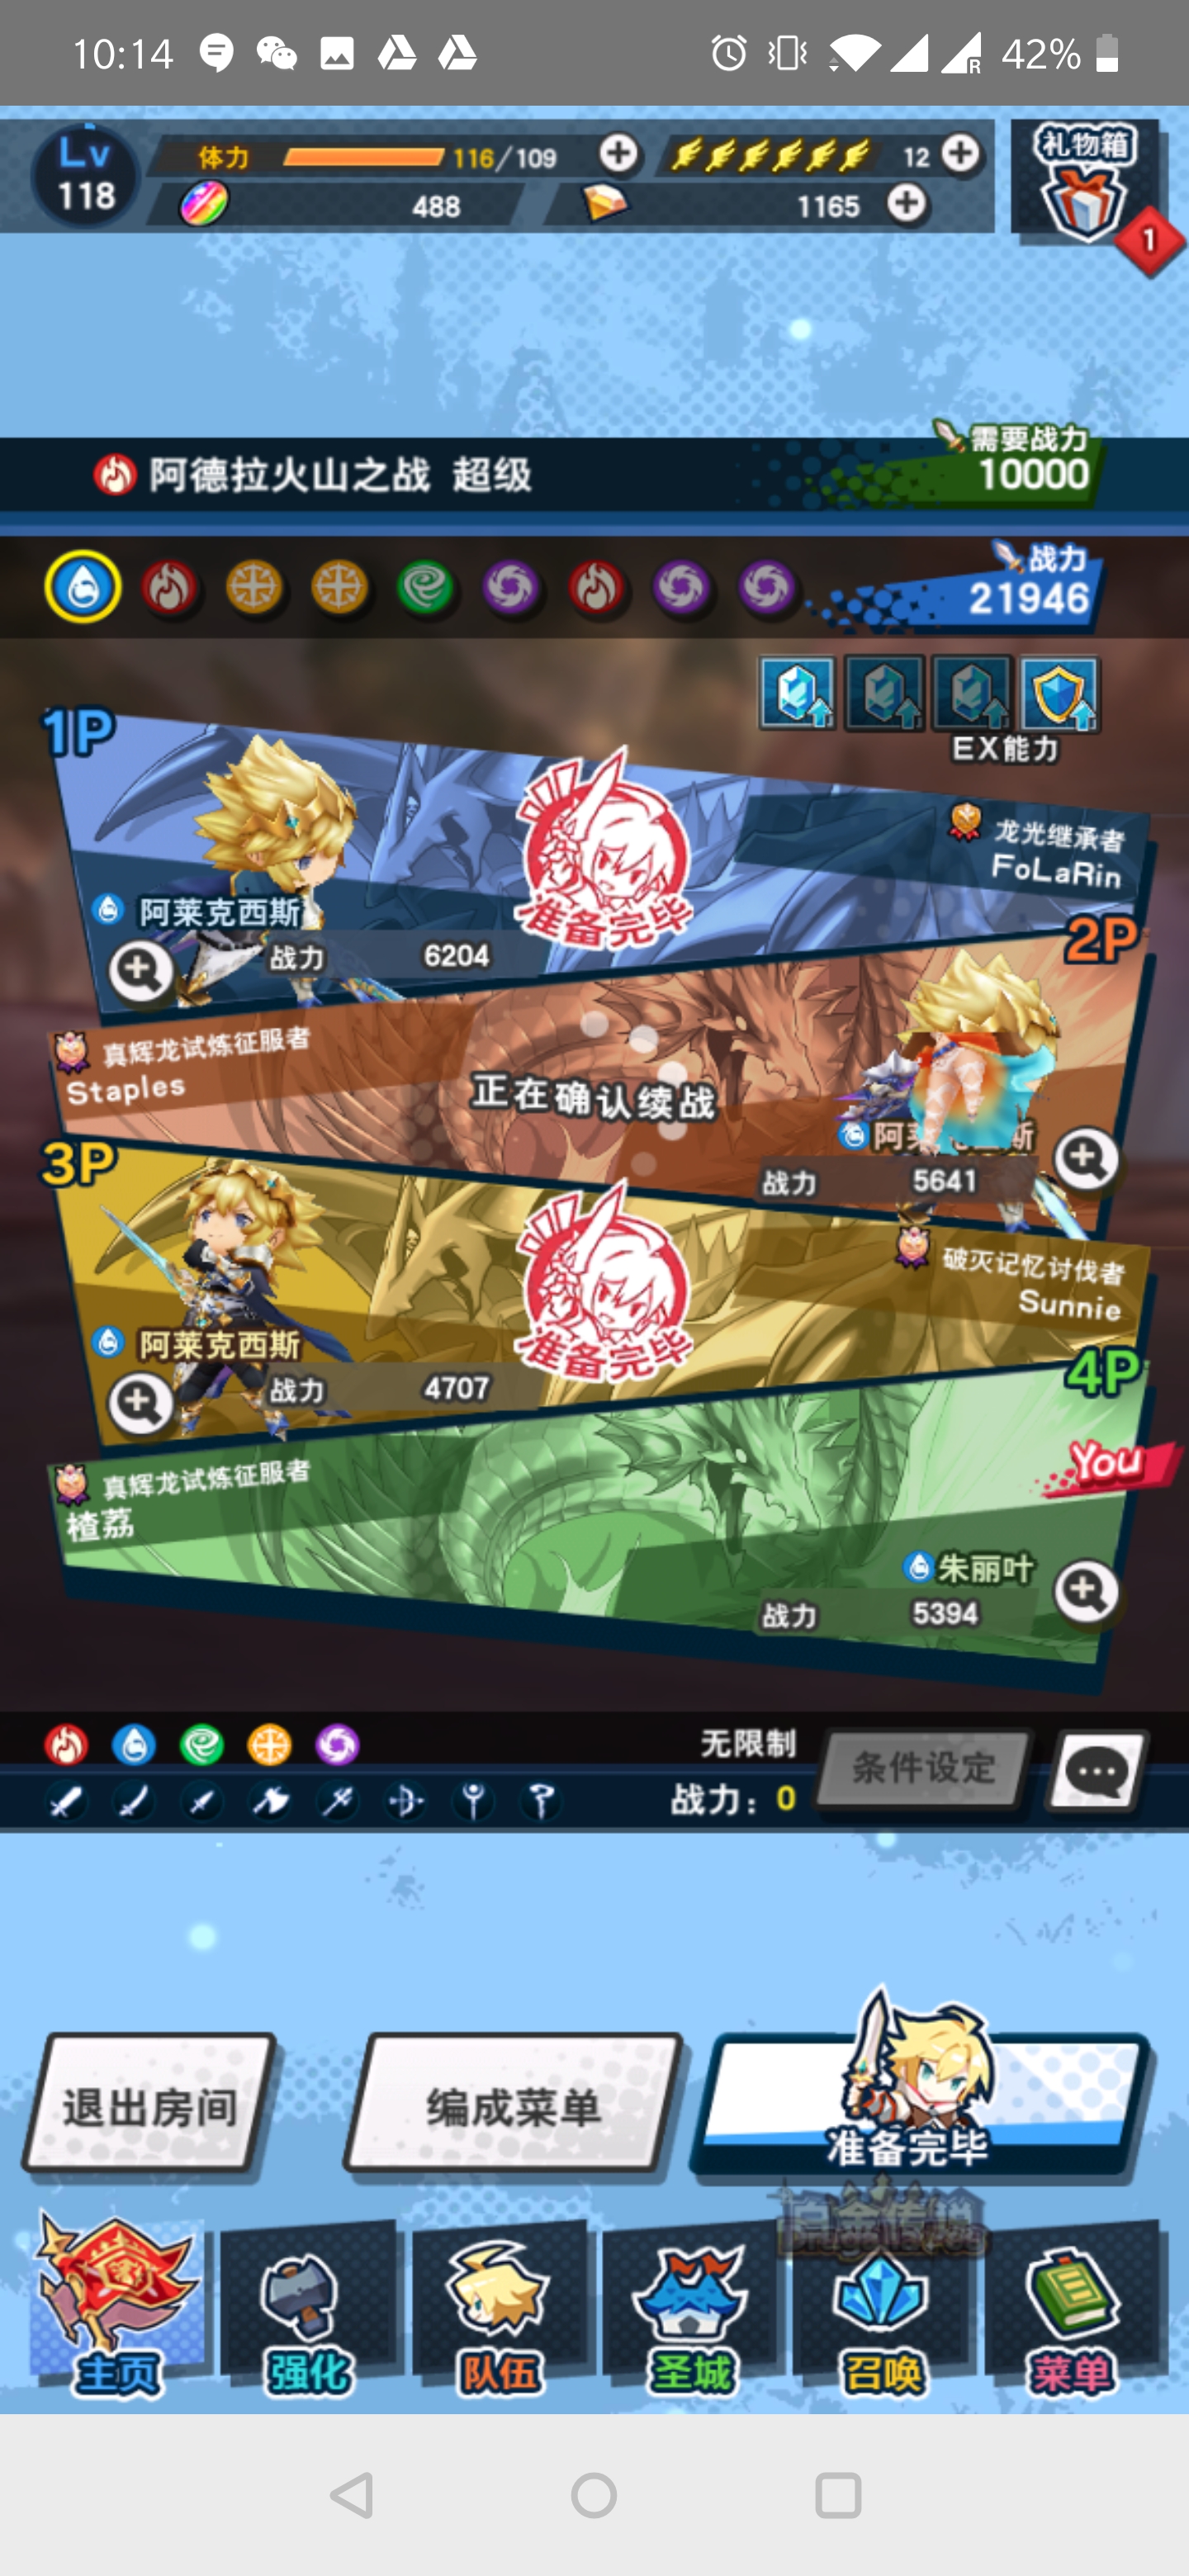 10:14
R
42%
Lv
118
体力
116/109
12
488
1165
礼物箱
1
阿德拉火山之战 超级
需要战力
10000
战力
21946
EX能力
1P
阿莱克西斯
战力 6204
准备完毕
龙光继承者
FoLaRin
2P
真辉龙试炼征服者
Staples
正在确认续战
战力 5641
3P
阿莱克西斯
战力 4707
准备完毕
破灭记忆讨伐者
Sunnie
4P
You
真辉龙试炼征服者
楂荔
朱丽叶
战力 5394
无限制
战力：0
条件设定
退出房间
编成菜单
准备完毕
主页
强化
队伍
圣城
召唤
菜单